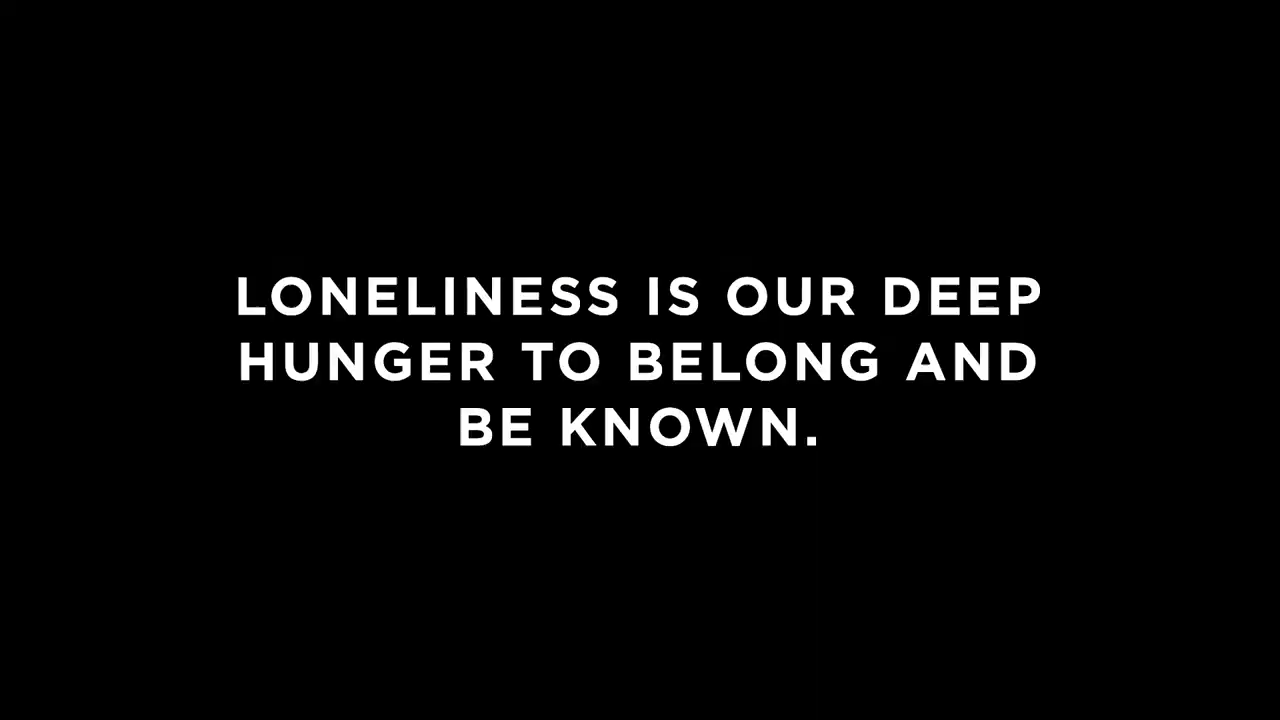 LONELINESS IS OUR DEEP
HUNGER TO BELONG AND
BE KNOWN.